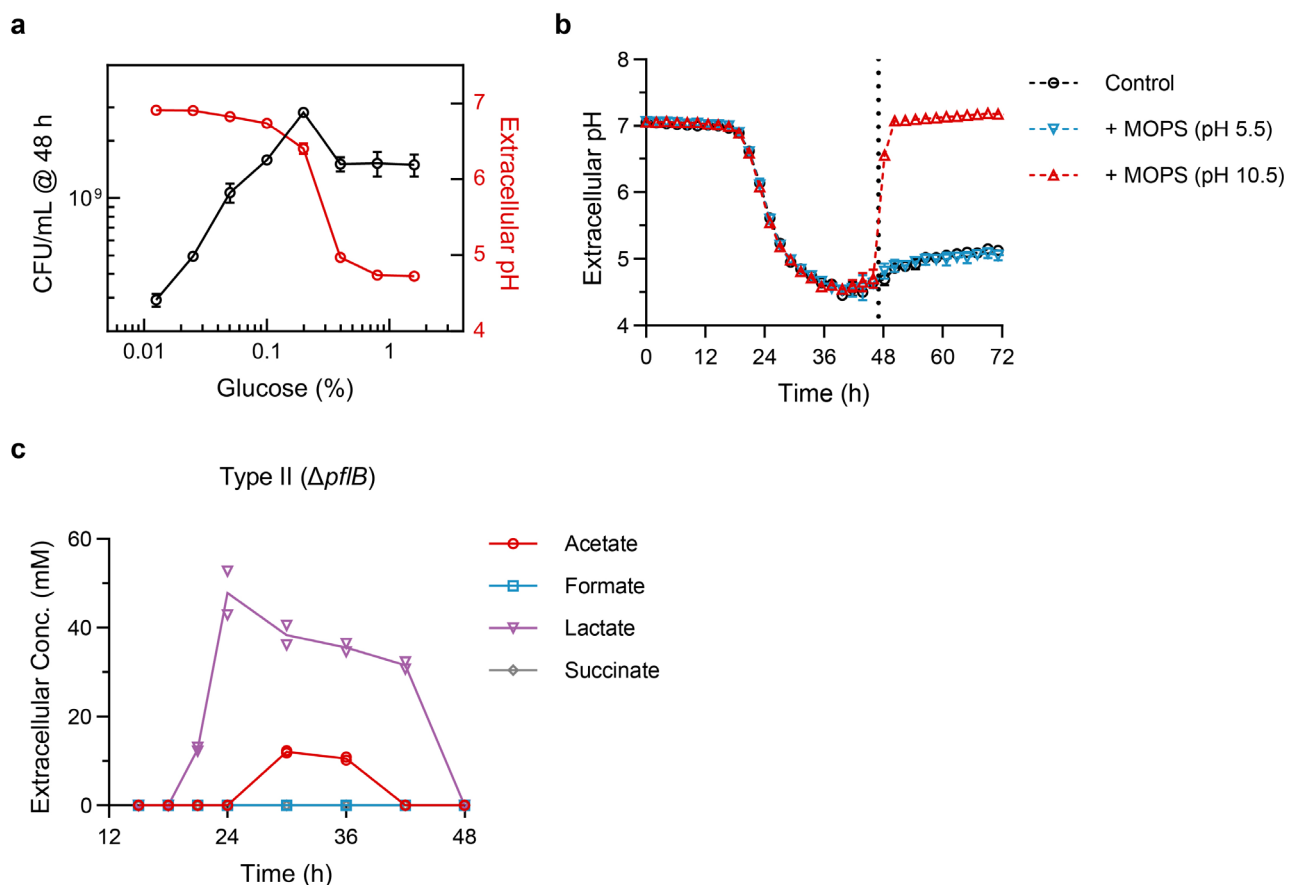 a
CFU/mL @ 48 h
10⁹
7
6
5
4
Extracellular pH
0.01
0.1
1
Glucose (%)
b
Extracellular pH
8
7
6
5
4
0
12
24
36
48
60
72
Time (h)
Control
+ MOPS (pH 5.5)
+ MOPS (pH 10.5)
c
Type II (ΔpflB)
Extracellular Conc. (mM)
60
40
20
0
12
24
36
48
Time (h)
Acetate
Formate
Lactate
Succinate